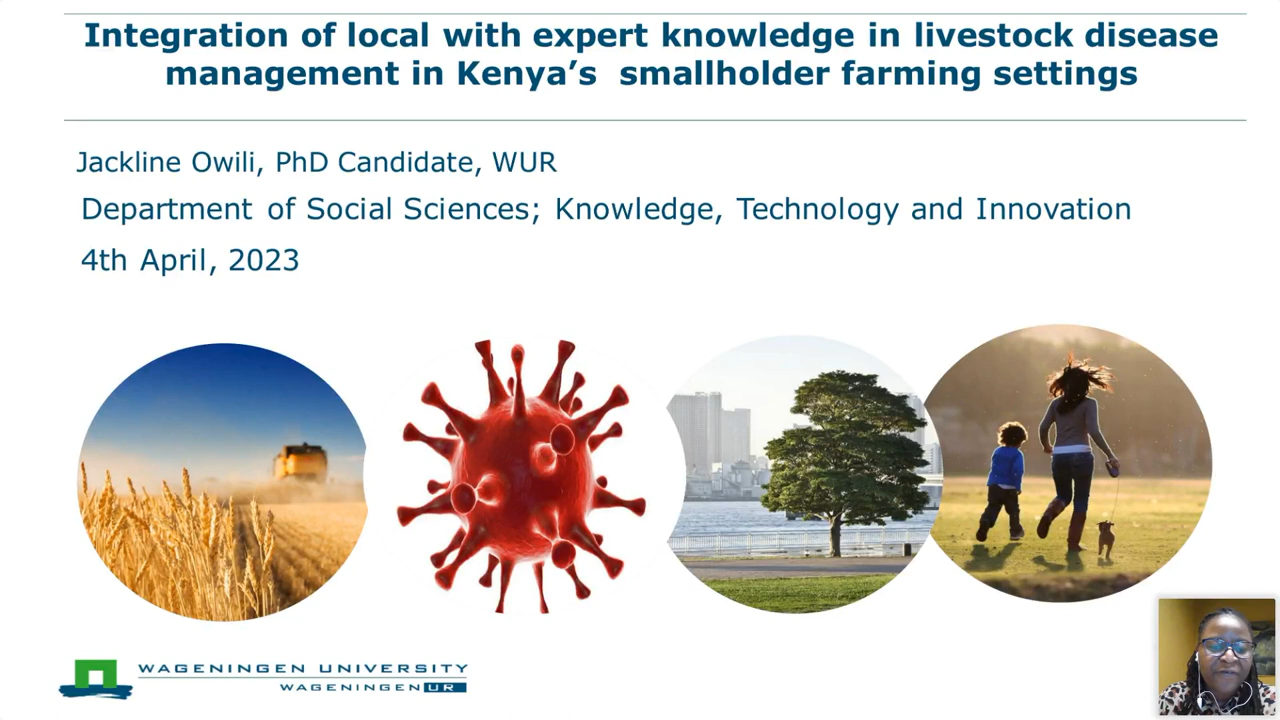 Integration of local with expert knowledge in livestock disease
management in Kenya’s smallholder farming settings
Jackline Owili, PhD Candidate, WUR
Department of Social Sciences; Knowledge, Technology and Innovation
4th April, 2023
WAGENINGEN UNIVERSITY
WAGENINGEN UR